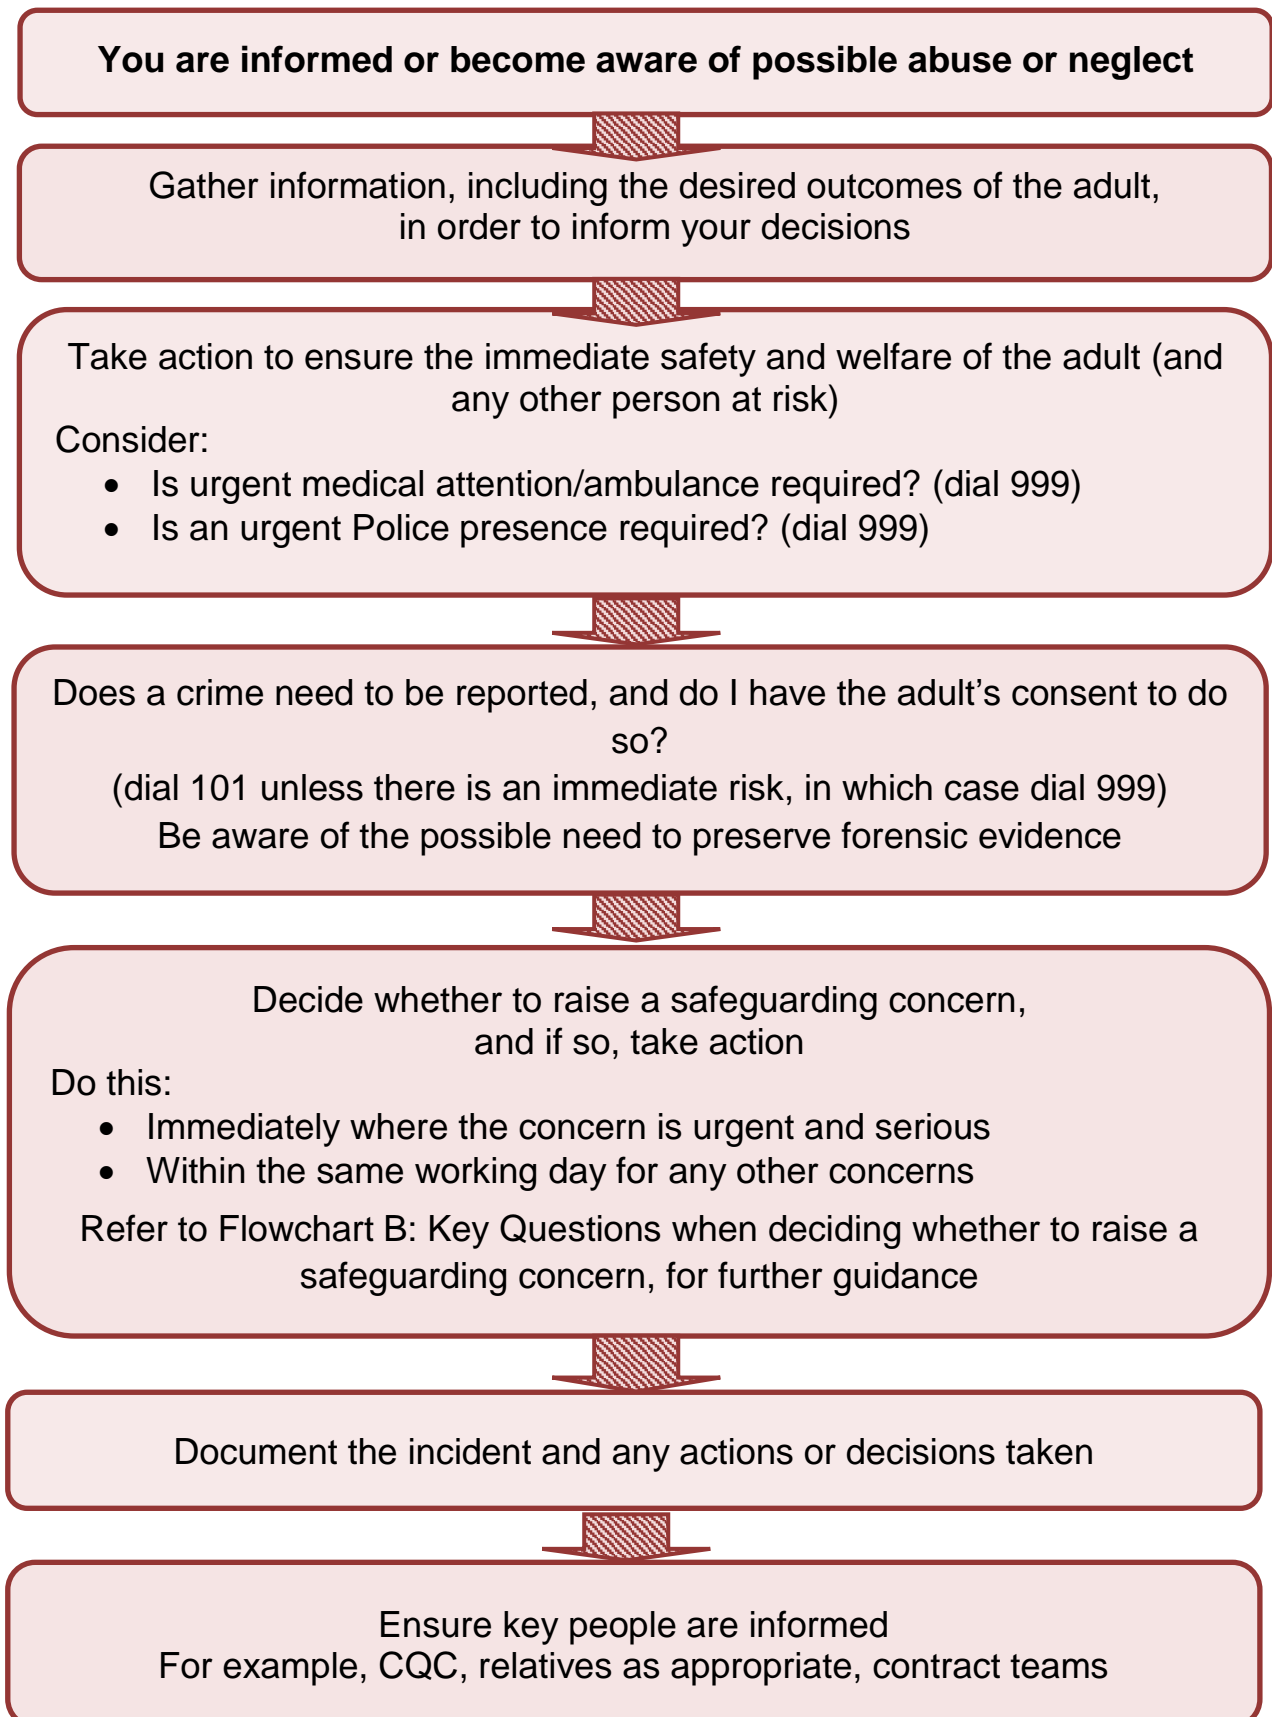 You are informed or become aware of possible abuse or neglect
Gather information, including the desired outcomes of the adult,
in order to inform your decisions
Take action to ensure the immediate safety and welfare of the adult (and
any other person at risk)
Consider:
• Is urgent medical attention/ambulance required? (dial 999)
• Is an urgent Police presence required? (dial 999)
Does a crime need to be reported, and do I have the adult’s consent to do
so?
(dial 101 unless there is an immediate risk, in which case dial 999)
Be aware of the possible need to preserve forensic evidence
Decide whether to raise a safeguarding concern,
and if so, take action
Do this:
• Immediately where the concern is urgent and serious
• Within the same working day for any other concerns
Refer to Flowchart B: Key Questions when deciding whether to raise a
safeguarding concern, for further guidance
Document the incident and any actions or decisions taken
Ensure key people are informed
For example, CQC, relatives as appropriate, contract teams